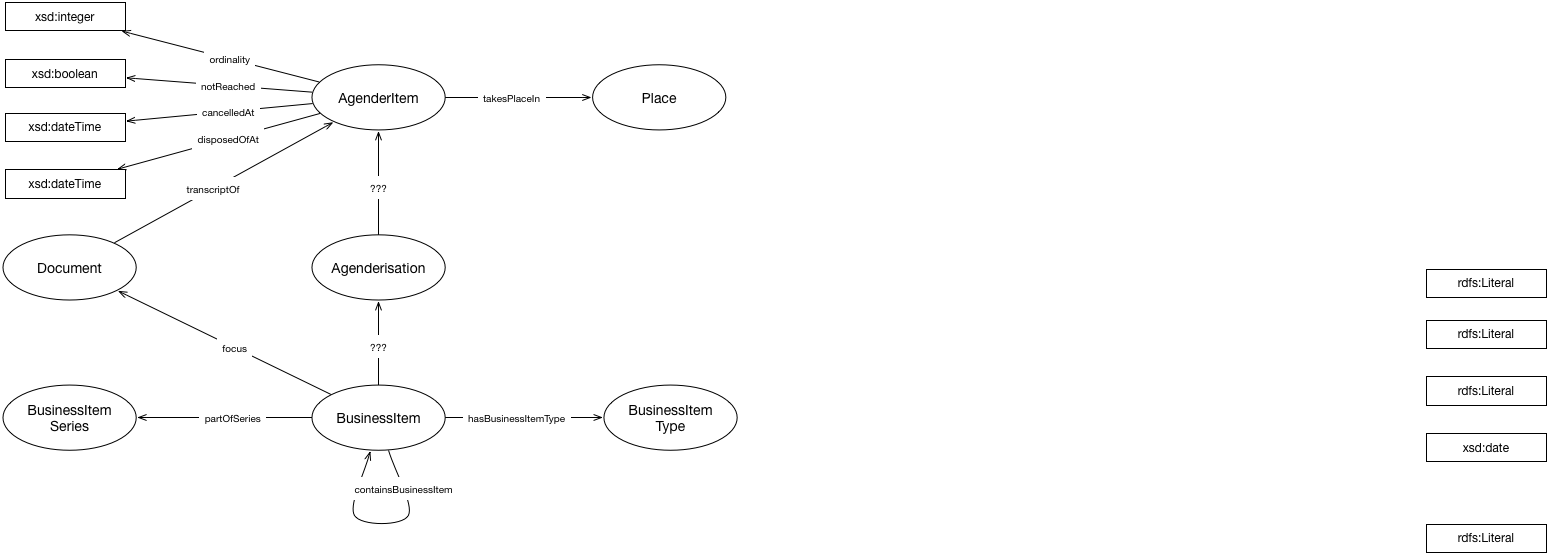 xsd:integer
ordinality
xsd:boolean
notReached
AgenderItem
takesPlaceIn
Place
cancelledAt
xsd:dateTime
disposedOfAt
xsd:dateTime
transcriptOf
???
Document
Agenderisation
rdfs:Literal
rdfs:Literal
focus
???
rdfs:Literal
BusinessItem
Series
partOfSeries
BusinessItem
hasBusinessItemType
BusinessItem
Type
xsd:date
containsBusinessItem
rdfs:Literal